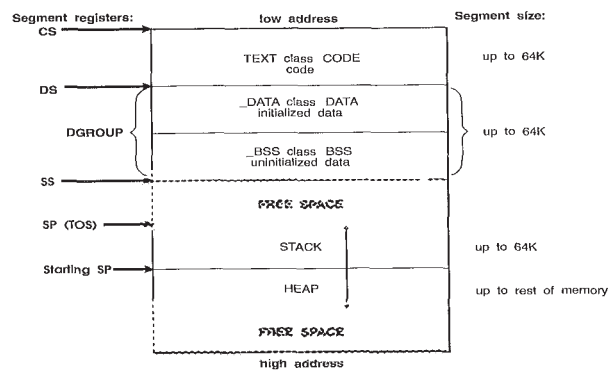 Segment registers:
low address
Segment size:
CS
TEXT class CODE
code
up to 64K
DS
_DATA class DATA
initialized data
DGROUP
up to 64K
_BSS class BSS
uninitialized data
SS
FREE SPACE
SP (TOS)
STACK
up to 64K
Starting SP
HEAP
up to rest of memory
FREE SPACE
high address